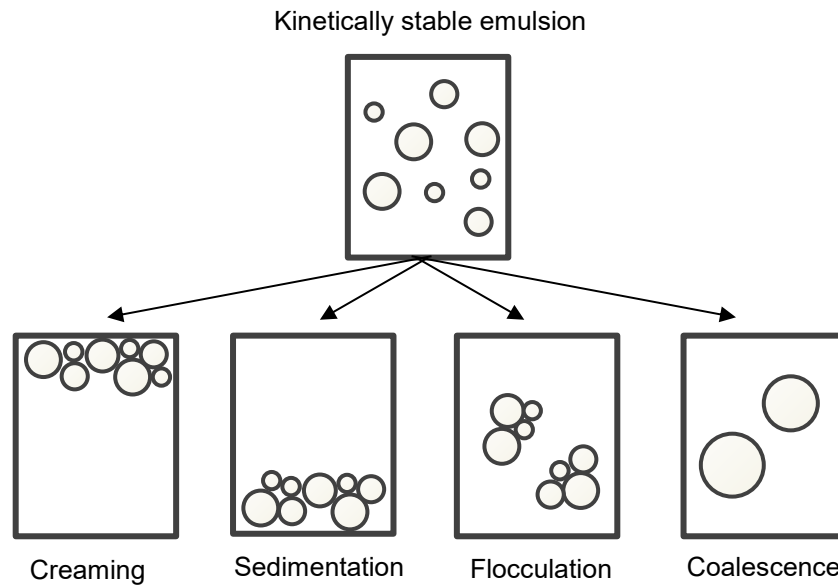 Kinetically stable emulsion
Creaming
Sedimentation
Flocculation
Coalescence